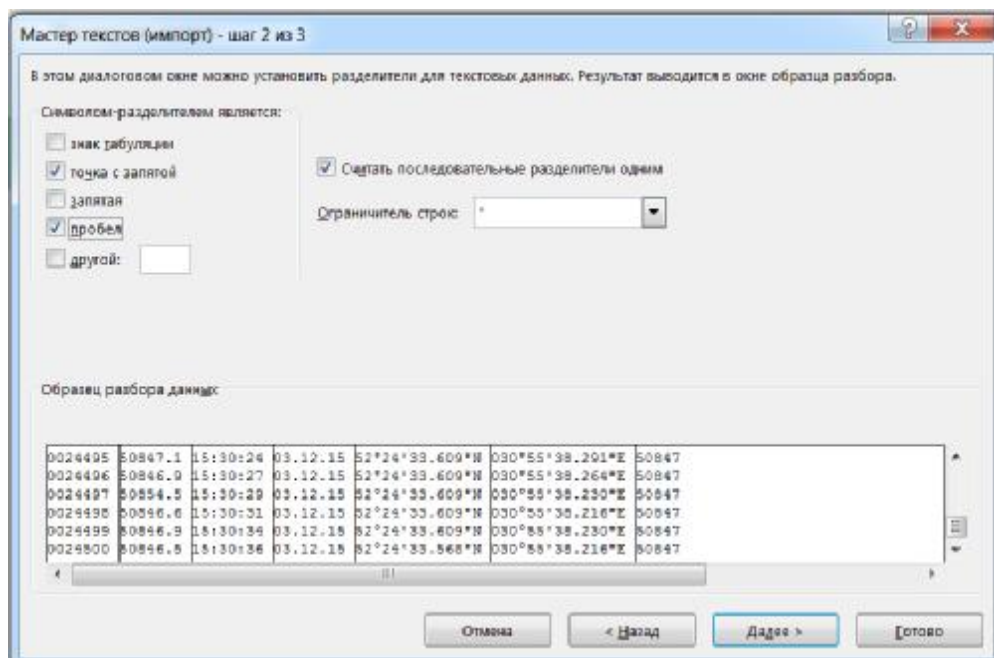 Мастер текстов (импорт) - шаг 2 из 3
В этом диалоговом окне можно установить разделители для текстовых данных. Результат выводится в окне образца разбора.
Символом-разделителем является:
знак табуляции
точка с запятой
запятая
пробел
другой:
Считать последовательные разделители одним
Ограничитель строк: "
Образец разбора данных
0024495 50847.1 15:30:24 03.12.15 52°24'33.609"N 030°55'38.291"E 50847
0024496 50846.9 15:30:27 03.12.15 52°24'33.609"N 030°55'38.264"E 50847
0024497 50854.5 15:30:29 03.12.15 52°24'33.609"N 030°55'38.230"E 50847
0024498 50846.6 15:30:31 03.12.15 52°24'33.609"N 030°55'38.216"E 50847
0024499 50846.9 15:30:34 03.12.15 52°24'33.609"N 030°55'38.230"E 50847
0024500 50846.5 15:30:36 03.12.15 52°24'33.568"N 030°55'38.216"E 50847
Отмена
< Назад
Далее >
Готово